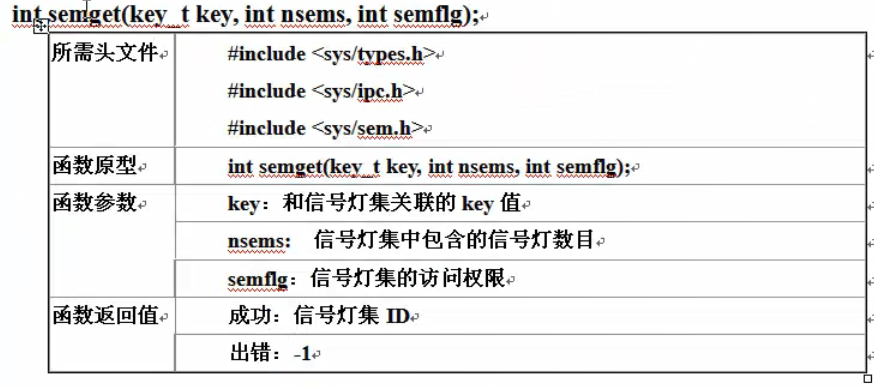 int semget(key_t key, int nsems, int semflg);
所需头文件
#include <sys/types.h>
#include <sys/ipc.h>
#include <sys/sem.h>
函数原型
int semget(key_t key, int nsems, int semflg);
函数参数
key：和信号灯集关联的 key 值
nsems: 信号灯集中包含的信号灯数目
semflg：信号灯集的访问权限
函数返回值
成功：信号灯集 ID
出错：-1